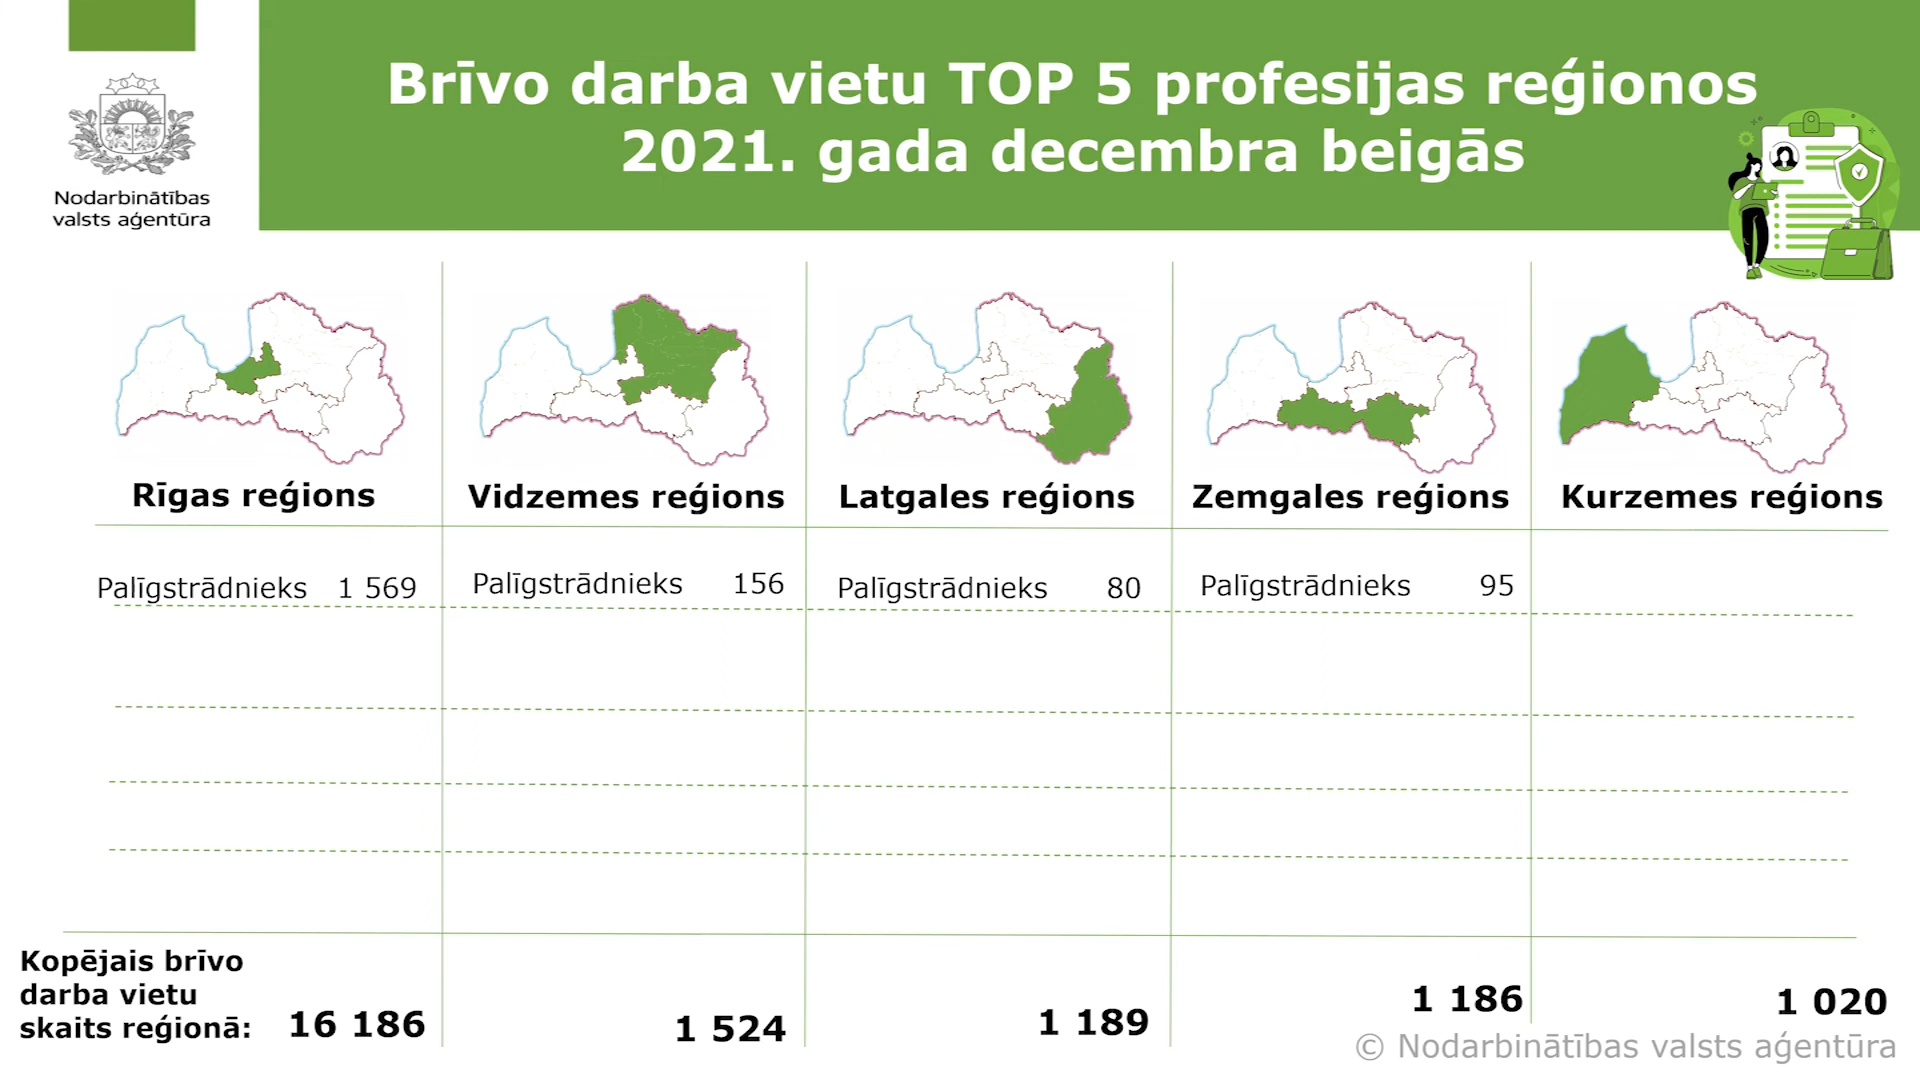 Nodarbinātības
valsts aģentūra
Brīvo darba vietu TOP 5 profesijas reģionos
2021. gada decembra beigās
Rīgas reģions
Vidzemes reģions
Latgales reģions
Zemgales reģions
Kurzemes reģions
Palīgstrādnieks 1 569
Palīgstrādnieks 156
Palīgstrādnieks 80
Palīgstrādnieks 95
Kopējais brīvo
darba vietu
skaits reģionā: 16 186
1 524
1 189
1 186
1 020
© Nodarbinātības valsts aģentūra